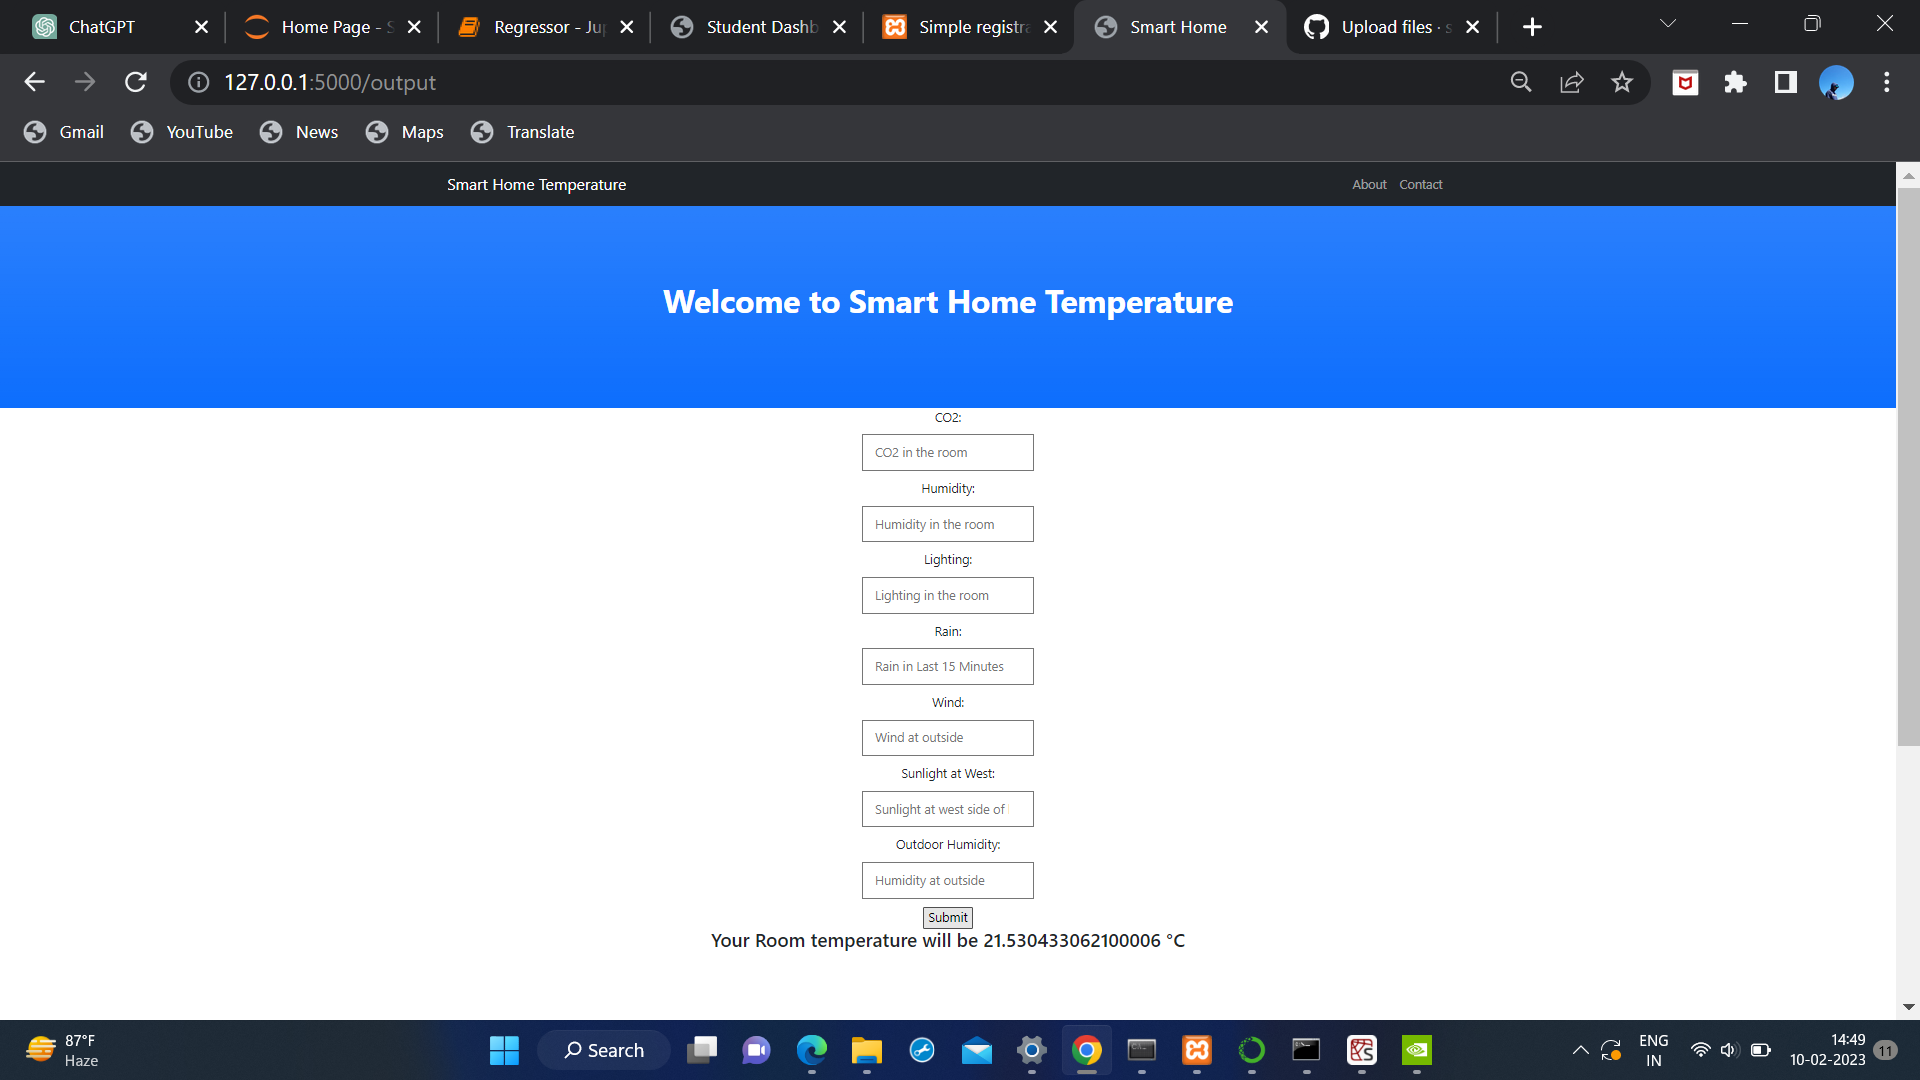 ChatGPT
Home Page - S
Regressor - Jup
Student Dashb
Simple registra
Smart Home
Upload files · s
127.0.0.1:5000/output
Gmail
YouTube
News
Maps
Translate
Smart Home Temperature
About
Contact
Welcome to Smart Home Temperature
CO2:
CO2 in the room
Humidity:
Humidity in the room
Lighting:
Lighting in the room
Rain:
Rain in Last 15 Minutes
Wind:
Wind at outside
Sunlight at West:
Sunlight at west side of
Outdoor Humidity:
Humidity at outside
Submit
Your Room temperature will be 21.530433062100006 °C
87°F
Haze
Search
ENG
IN
14:49
10-02-2023
11